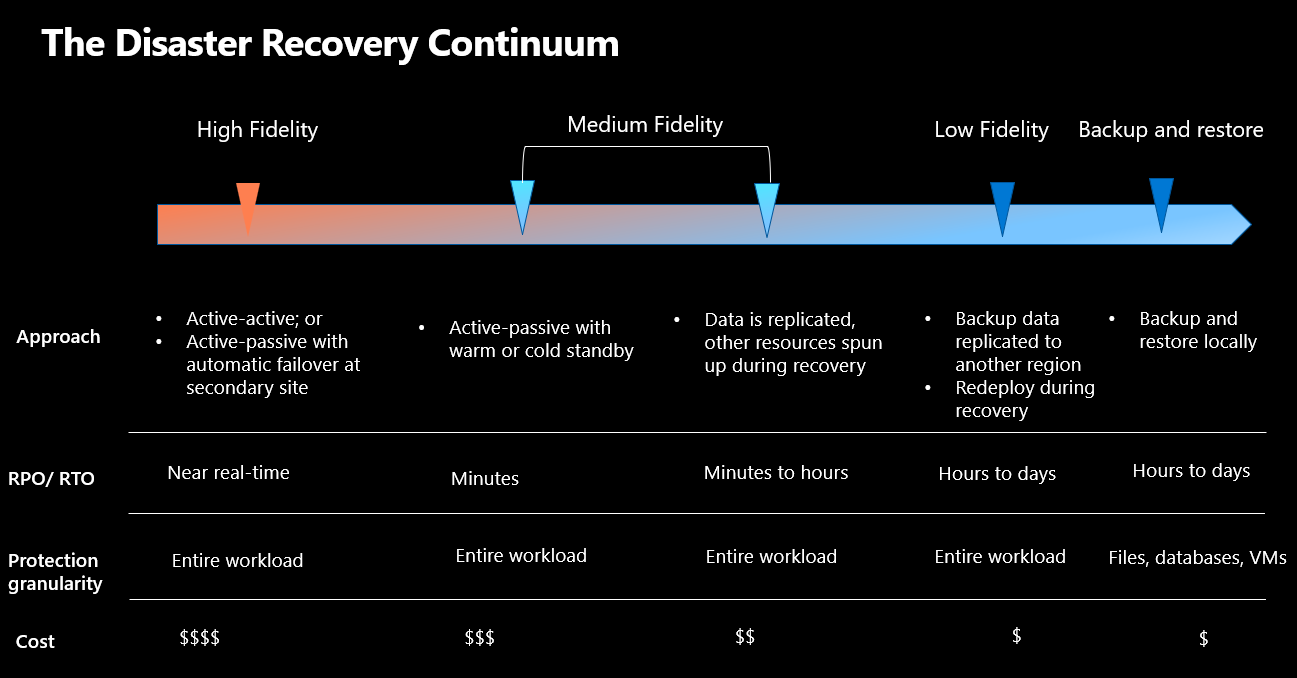 The Disaster Recovery Continuum
High Fidelity
Medium Fidelity
Low Fidelity
Backup and restore
Approach
• Active-active; or
• Active-passive with
automatic failover at
secondary site
• Active-passive with
warm or cold standby
• Data is replicated,
other resources spun
up during recovery
• Backup data
replicated to
another region
• Redeploy during
recovery
• Backup and
restore locally
RPO/ RTO
Near real-time
Minutes
Minutes to hours
Hours to days
Hours to days
Protection
granularity
Entire workload
Entire workload
Entire workload
Entire workload
Files, databases, VMs
Cost
$$$$
$$$
$$
$
$